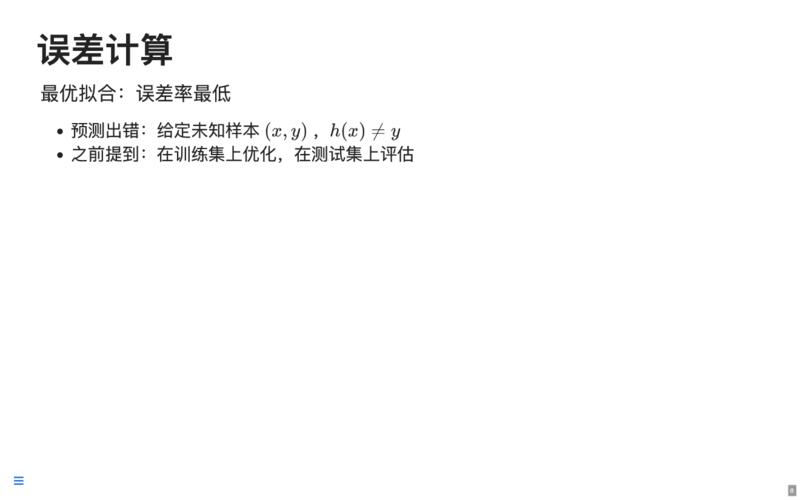 误差计算
最优拟合：误差率最低
• 预测出错：给定未知样本 (x, y) ，h(x) ≠ y
• 之前提到：在训练集上优化，在测试集上评估